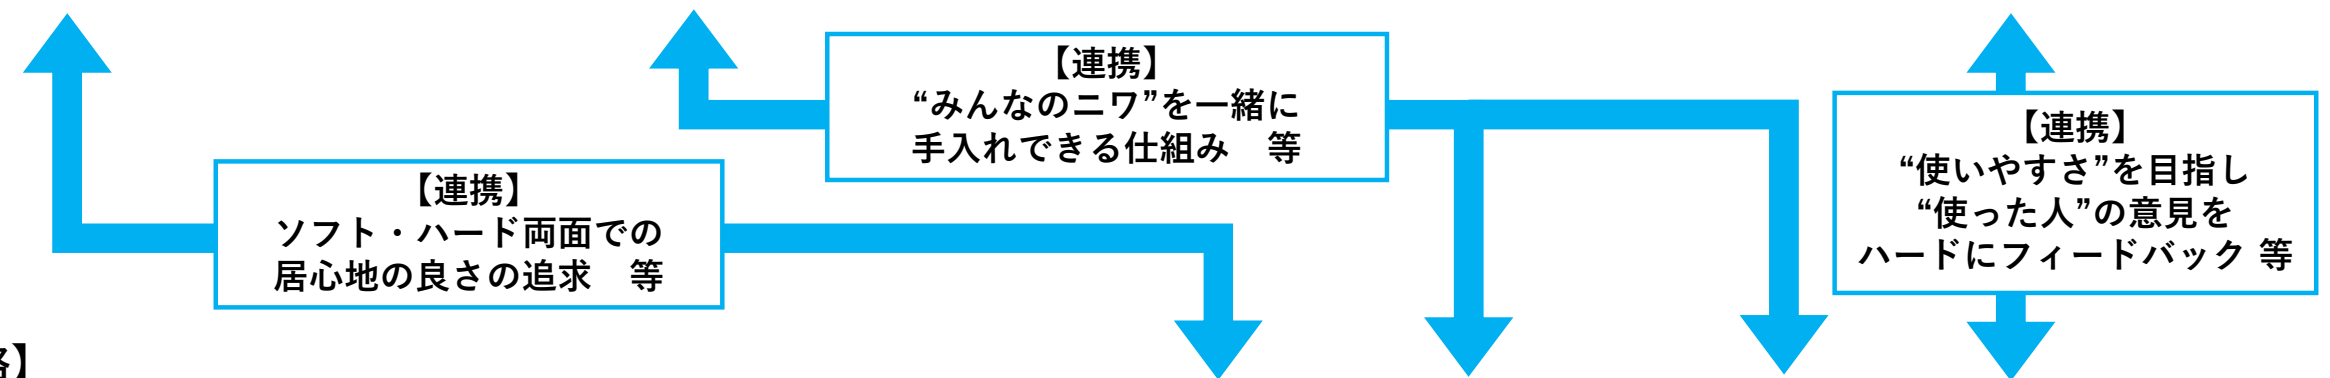 【連携】
“みんなのニワ”を一緒に
手入れできる仕組み　等
【連携】
“使いやすさ”を目指し
“使った人”の意見を
ハードにフィードバック 等
【連携】
ソフト・ハード両面での
居心地の良さの追求　等
】